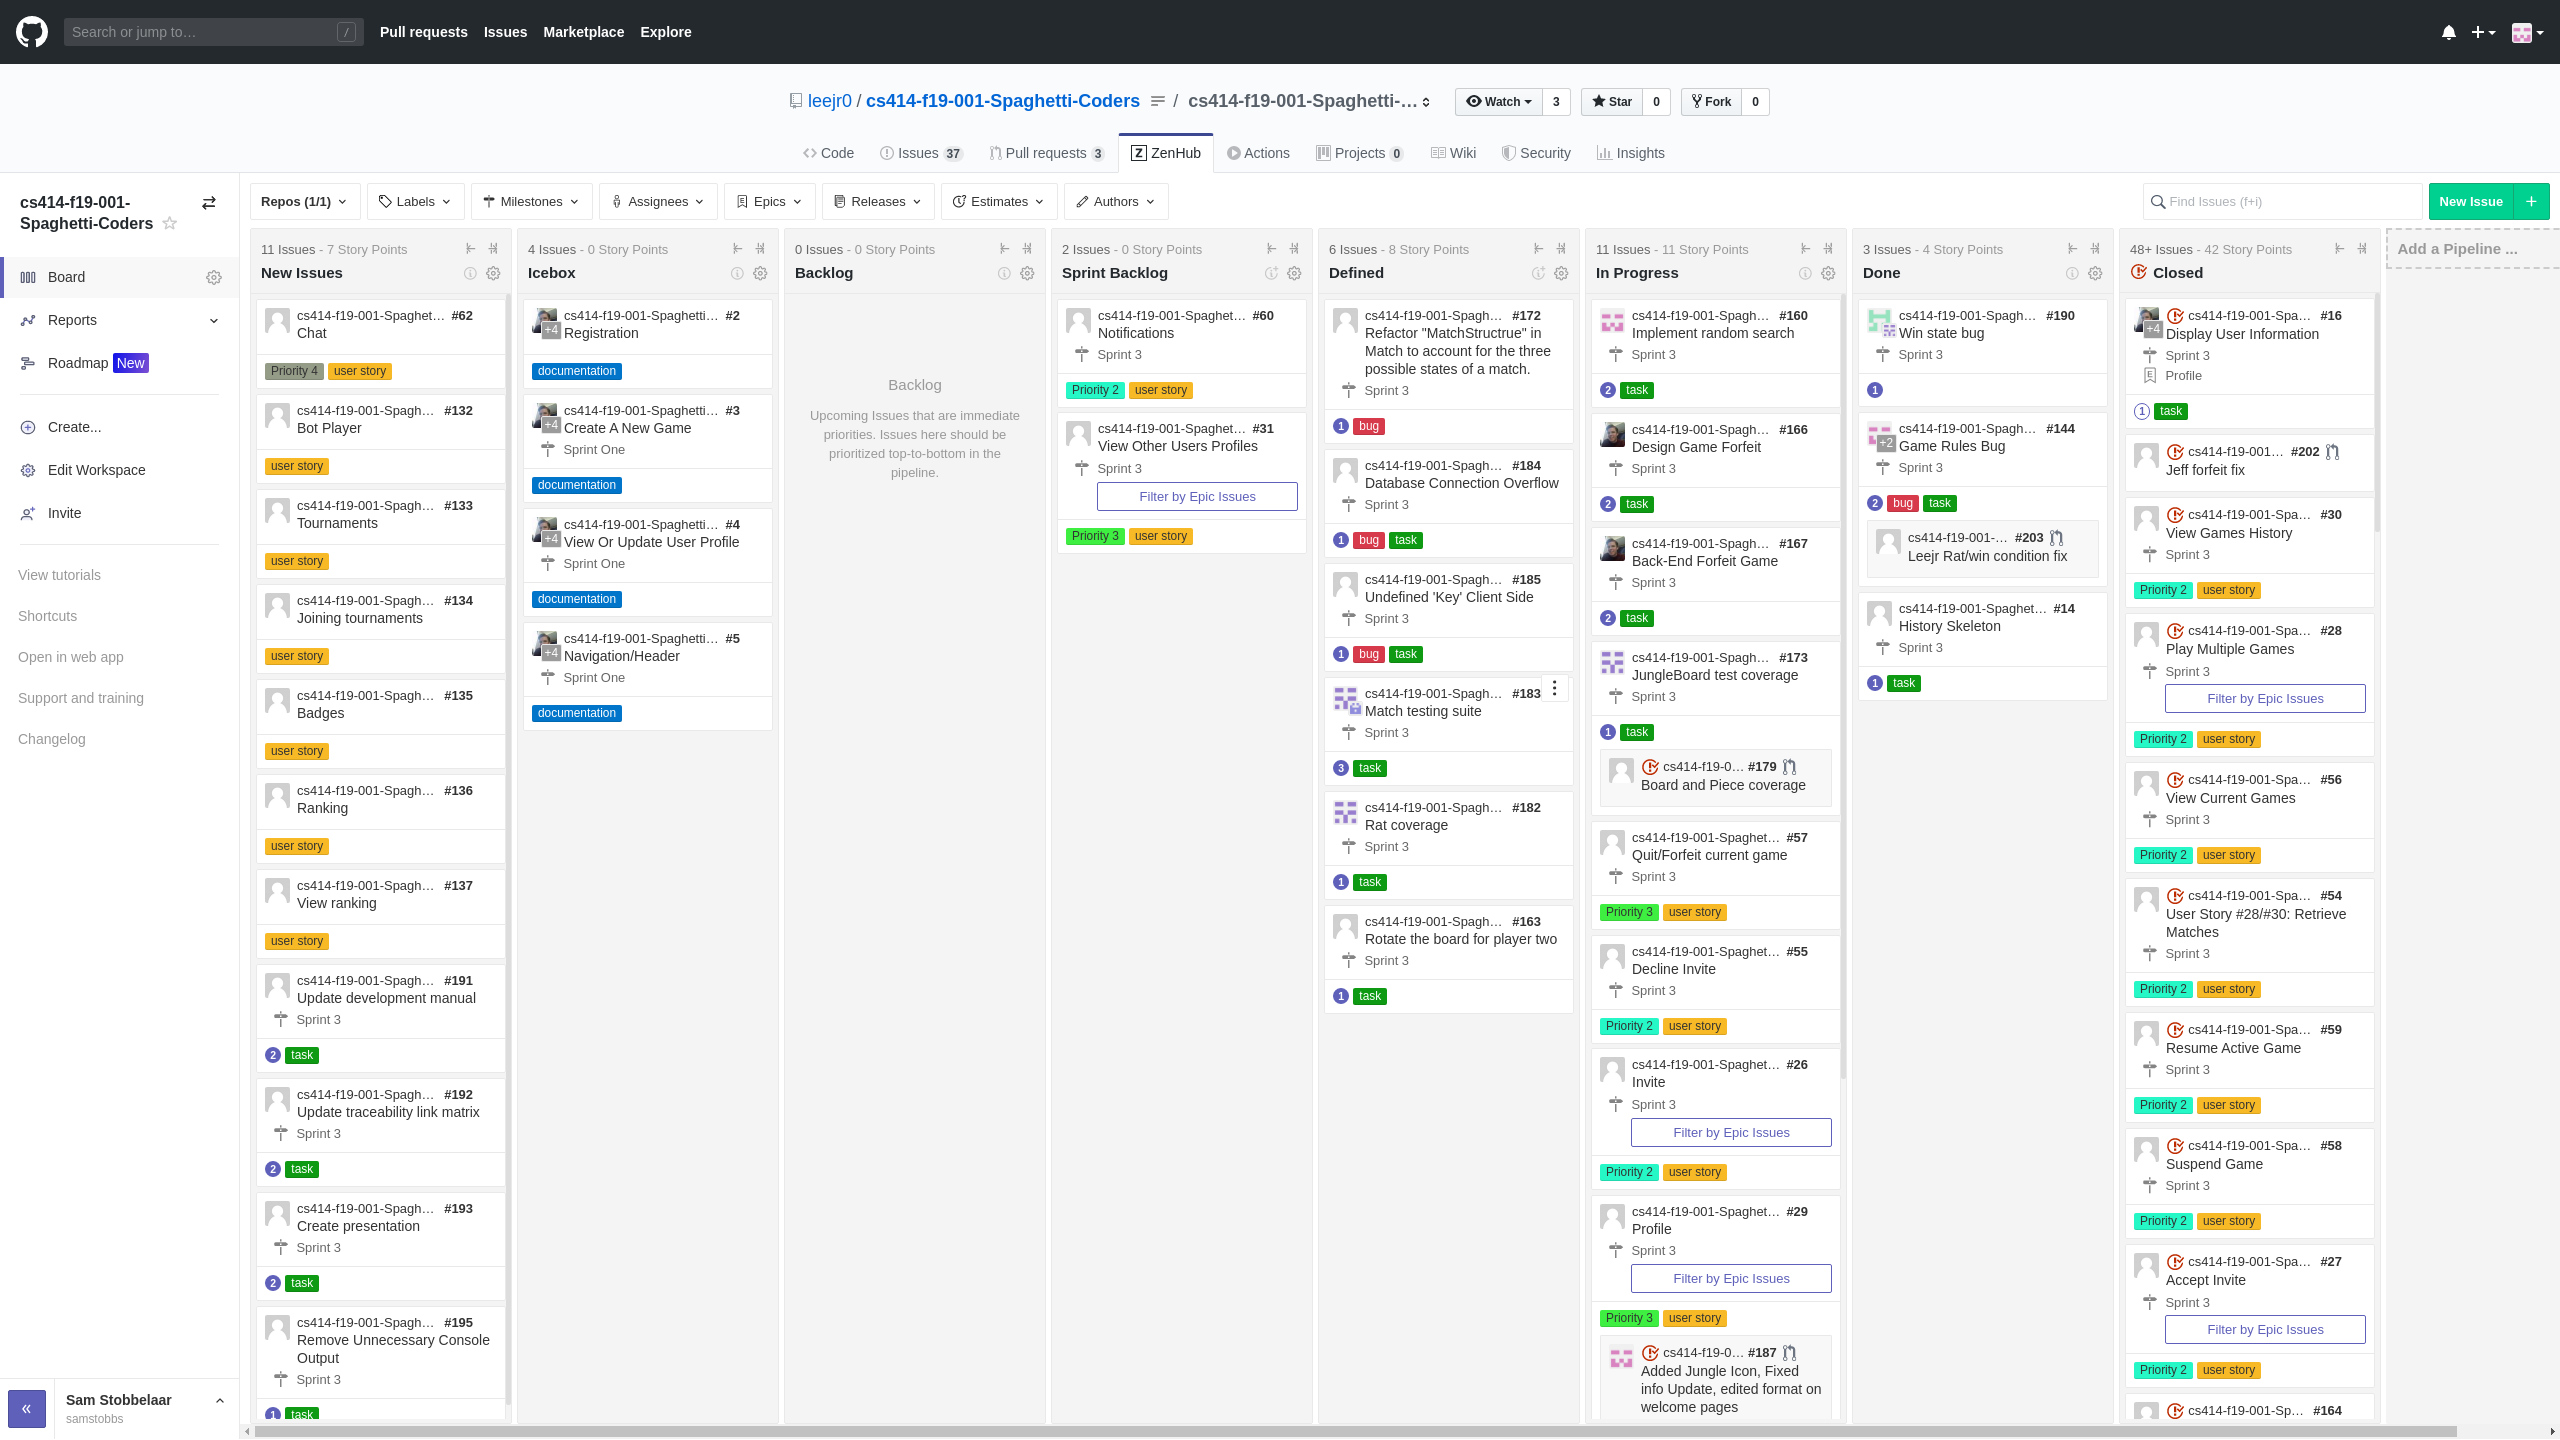 Search or jump to…
/
Pull requests
Issues
Marketplace
Explore
leejr0 / cs414-f19-001-Spaghetti-Coders / cs414-f19-001-Spaghetti-…
Watch 3
Star 0
Fork 0
Code
Issues 37
Pull requests 3
ZenHub
Actions
Projects 0
Wiki
Security
Insights
cs414-f19-001-
Spaghetti-Coders
Board
Reports
Roadmap New
Create...
Edit Workspace
Invite
View tutorials
Shortcuts
Open in web app
Support and training
Changelog
Sam Stobbelaar
samstobbs
Repos (1/1)
Labels
Milestones
Assignees
Epics
Releases
Estimates
Authors
Find Issues (f+i)
New Issue
11 Issues - 7 Story Points
New Issues
cs414-f19-001-Spaghet… #62
Chat
Priority 4 user story
cs414-f19-001-Spagh… #132
Bot Player
user story
cs414-f19-001-Spagh… #133
Tournaments
user story
cs414-f19-001-Spagh… #134
Joining tournaments
user story
cs414-f19-001-Spagh… #135
Badges
user story
cs414-f19-001-Spagh… #136
Ranking
user story
cs414-f19-001-Spagh… #137
View ranking
user story
cs414-f19-001-Spagh… #191
Update development manual
Sprint 3
2 task
cs414-f19-001-Spagh… #192
Update traceability link matrix
Sprint 3
2 task
cs414-f19-001-Spagh… #193
Create presentation
Sprint 3
2 task
cs414-f19-001-Spagh… #195
Remove Unnecessary Console
Output
Sprint 3
1 task
4 Issues - 0 Story Points
Icebox
cs414-f19-001-Spaghetti… #2
+4
Registration
documentation
cs414-f19-001-Spaghetti… #3
+4
Create A New Game
Sprint One
documentation
cs414-f19-001-Spaghetti… #4
+4
View Or Update User Profile
Sprint One
documentation
cs414-f19-001-Spaghetti… #5
+4
Navigation/Header
Sprint One
documentation
0 Issues - 0 Story Points
Backlog
Backlog
Upcoming Issues that are immediate
priorities. Issues here should be
prioritized top-to-bottom in the
pipeline.
2 Issues - 0 Story Points
Sprint Backlog
cs414-f19-001-Spaghet… #60
Notifications
Sprint 3
Priority 2 user story
cs414-f19-001-Spaghet… #31
View Other Users Profiles
Sprint 3
Filter by Epic Issues
Priority 3 user story
6 Issues - 8 Story Points
Defined
cs414-f19-001-Spagh… #172
Refactor "MatchStructrue" in
Match to account for the three
possible states of a match.
Sprint 3
1 bug
cs414-f19-001-Spagh… #184
Database Connection Overflow
Sprint 3
1 bug task
cs414-f19-001-Spagh… #185
Undefined 'Key' Client Side
Sprint 3
1 bug task
cs414-f19-001-Spagh… #183
Match testing suite
Sprint 3
3 task
cs414-f19-001-Spagh… #182
Rat coverage
Sprint 3
1 task
cs414-f19-001-Spagh… #163
Rotate the board for player two
Sprint 3
1 task
11 Issues - 11 Story Points
In Progress
cs414-f19-001-Spagh… #160
Implement random search
Sprint 3
2 task
cs414-f19-001-Spagh… #166
Design Game Forfeit
Sprint 3
2 task
cs414-f19-001-Spagh… #167
Back-End Forfeit Game
Sprint 3
2 task
cs414-f19-001-Spagh… #173
JungleBoard test coverage
Sprint 3
1 task
cs414-f19-0… #179
Board and Piece coverage
cs414-f19-001-Spaghet… #57
Quit/Forfeit current game
Sprint 3
Priority 3 user story
cs414-f19-001-Spaghet… #55
Decline Invite
Sprint 3
Priority 2 user story
cs414-f19-001-Spaghet… #26
Invite
Sprint 3
Filter by Epic Issues
Priority 2 user story
cs414-f19-001-Spaghet… #29
Profile
Sprint 3
Filter by Epic Issues
Priority 3 user story
cs414-f19-0… #187
Added Jungle Icon, Fixed
info Update, edited format on
welcome pages
3 Issues - 4 Story Points
Done
cs414-f19-001-Spagh… #190
Win state bug
Sprint 3
1
cs414-f19-001-Spagh… #144
+2
Game Rules Bug
Sprint 3
2 bug task
cs414-f19-001-… #203
Leejr Rat/win condition fix
cs414-f19-001-Spaghet… #14
History Skeleton
Sprint 3
1 task
48+ Issues - 42 Story Points
Closed
cs414-f19-001-Spa… #16
+4
Display User Information
Sprint 3
Profile
1 task
cs414-f19-001… #202
Jeff forfeit fix
cs414-f19-001-Spa… #30
View Games History
Sprint 3
Priority 2 user story
cs414-f19-001-Spa… #28
Play Multiple Games
Sprint 3
Filter by Epic Issues
Priority 2 user story
cs414-f19-001-Spa… #56
View Current Games
Sprint 3
Priority 2 user story
cs414-f19-001-Spa… #54
User Story #28/#30: Retrieve
Matches
Sprint 3
Priority 2 user story
cs414-f19-001-Spa… #59
Resume Active Game
Sprint 3
Priority 2 user story
cs414-f19-001-Spa… #58
Suspend Game
Sprint 3
Priority 2 user story
cs414-f19-001-Spa… #27
Accept Invite
Sprint 3
Filter by Epic Issues
Priority 2 user story
cs414-f19-001-Sp… #164
Add a Pipeline ...